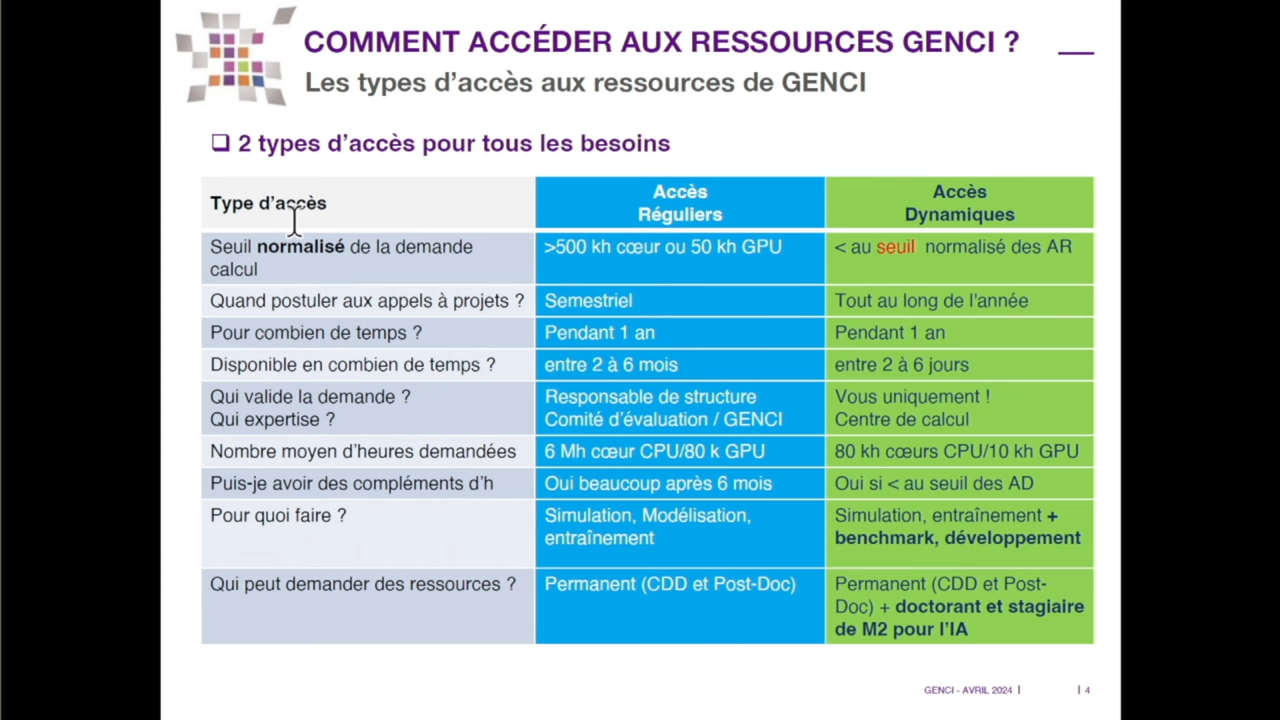 COMMENT ACCÉDER AUX RESSOURCES GENCI ?
Les types d'accès aux ressources de GENCI
2 types d'accès pour tous les besoins
Type d'accès
Accès
Réguliers
Accès
Dynamiques
Seuil normalisé de la demande
calcul
>500 kh cœur ou 50 kh GPU
< au seuil normalisé des AR
Quand postuler aux appels à projets ?
Semestriel
Tout au long de l'année
Pour combien de temps ?
Pendant 1 an
Pendant 1 an
Disponible en combien de temps ?
entre 2 à 6 mois
entre 2 à 6 jours
Qui valide la demande ?
Qui expertise ?
Responsable de structure
Comité d'évaluation / GENCI
Vous uniquement !
Centre de calcul
Nombre moyen d'heures demandées
6 Mh cœur CPU/80 k GPU
80 kh cœurs CPU/10 kh GPU
Puis-je avoir des compléments d'h
Oui beaucoup après 6 mois
Oui si < au seuil des AD
Pour quoi faire ?
Simulation, Modélisation,
entraînement
Simulation, entraînement +
benchmark, développement
Qui peut demander des ressources ?
Permanent (CDD et Post-Doc)
Permanent (CDD et Post-
Doc) + doctorant et stagiaire
de M2 pour l'IA
GENCI - AVRIL 2024 | | 4